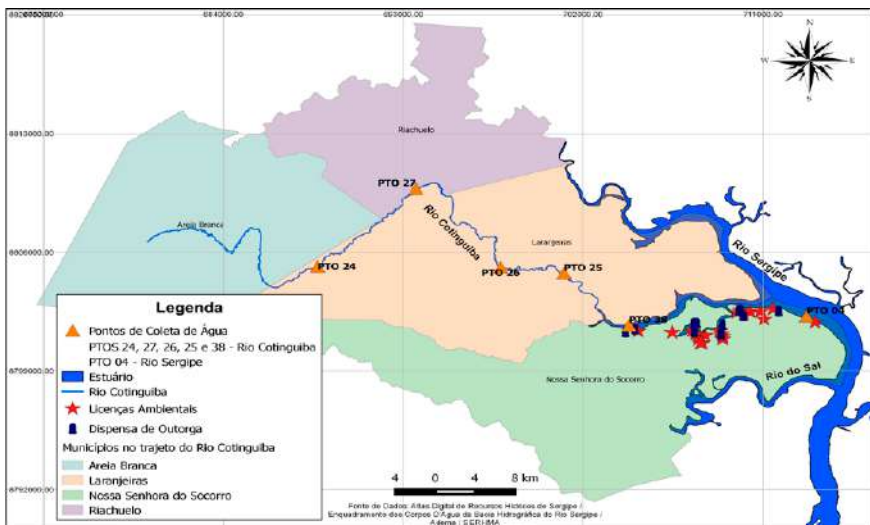 684000.00
693000.00
702000.00
711000.00
N
W
E
S
8813000.00
Riachuelo
PTO 27
Areia Branca
Rio Cotinguiba
Laranjeiras
Rio Sergipe
8806000.00
PTO 24
PTO 26
PTO 25
PTO 38
PTO 04
8799000.00
Nossa Senhora do Socorro
Rio do Sal
Legenda
Pontos de Coleta de Água
PTOS 24, 27, 26, 25 e 38 - Rio Cotinguiba
PTO 04 - Rio Sergipe
Estuário
Rio Cotinguiba
Licenças Ambientais
Dispensa de Outorga
Municípios no trajeto do Rio Cotinguiba
Areia Branca
Laranjeiras
Nossa Senhora do Socorro
Riachuelo
4 0 4 8 km
8792000.00
Fonte de Dados: Atlas Digital de Recursos Hídricos de Sergipe /
Enquadramento dos Corpos D'Água da Bacia Hidrográfica do Rio Sergipe /
Adema / SERHMA